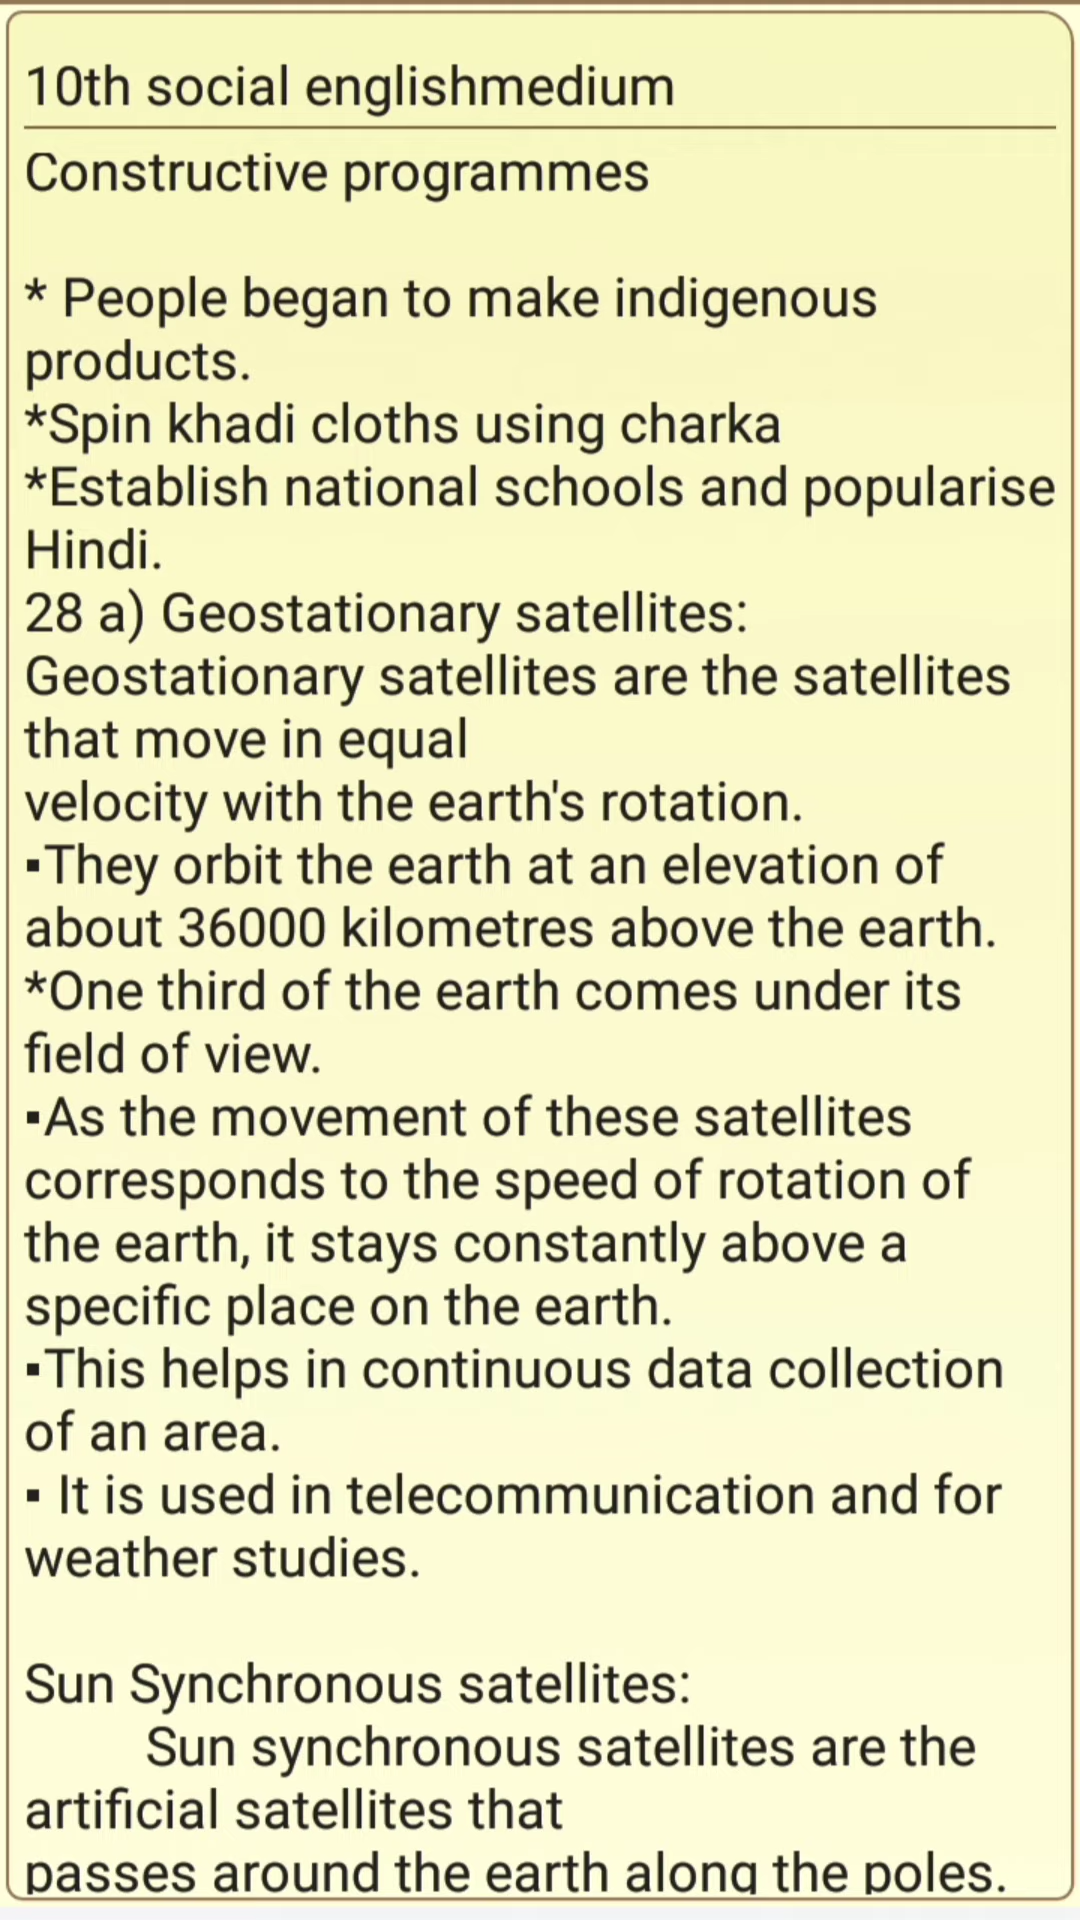 10th social englishmedium
Constructive programmes
* People began to make indigenous
products.
*Spin khadi cloths using charka
*Establish national schools and popularise
Hindi.
28 a) Geostationary satellites:
Geostationary satellites are the satellites
that move in equal
velocity with the earth's rotation.
▪They orbit the earth at an elevation of
about 36000 kilometres above the earth.
*One third of the earth comes under its
field of view.
▪As the movement of these satellites
corresponds to the speed of rotation of
the earth, it stays constantly above a
specific place on the earth.
▪This helps in continuous data collection
of an area.
▪ It is used in telecommunication and for
weather studies.
Sun Synchronous satellites:
Sun synchronous satellites are the
artificial satellites that
passes around the earth along the poles.